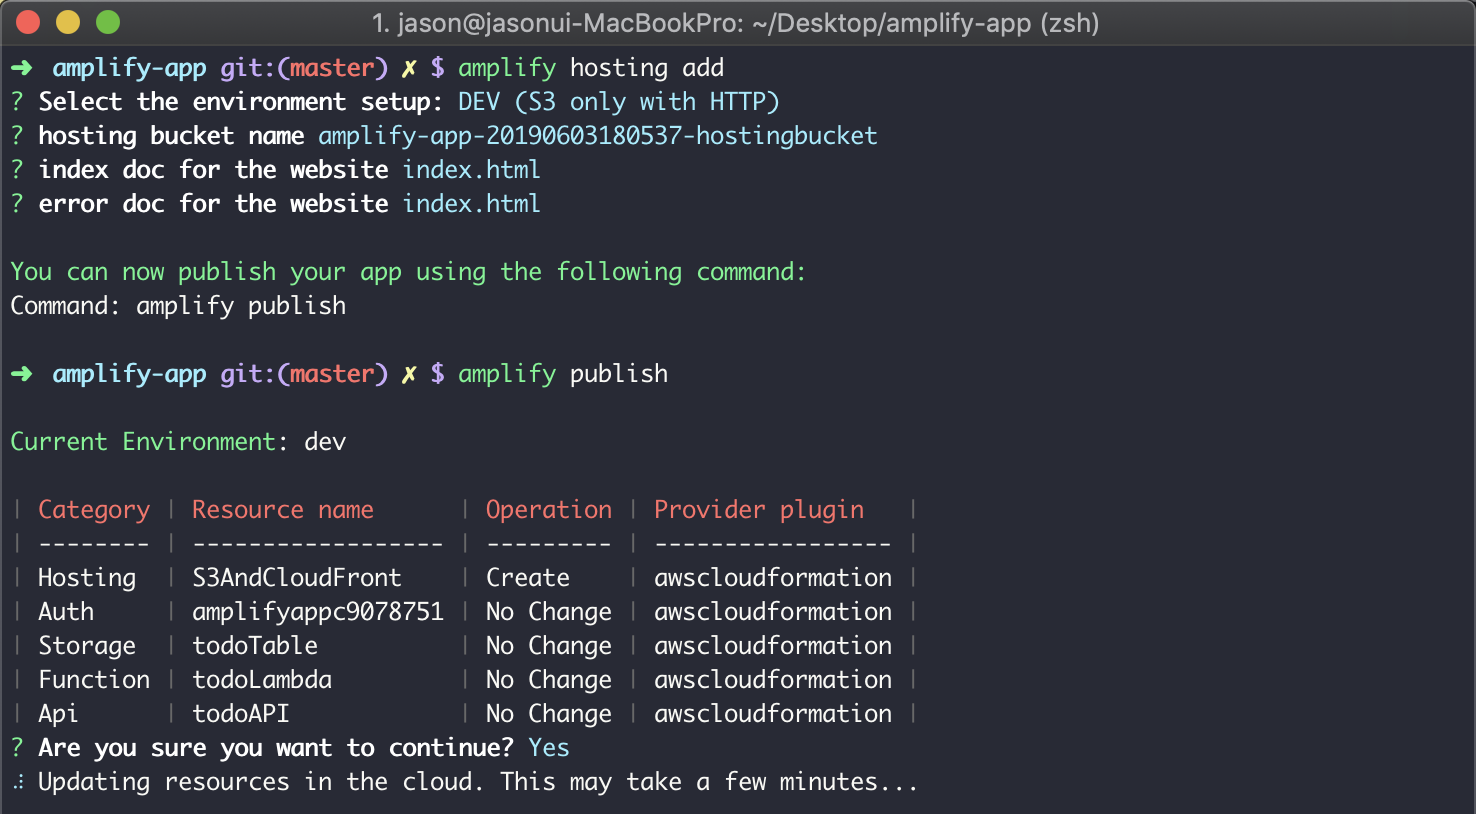 1. jason@jasonui-MacBookPro: ~/Desktop/amplify-app (zsh)
➜ amplify-app git:(master) ✗ $ amplify hosting add
? Select the environment setup: DEV (S3 only with HTTP)
? hosting bucket name amplify-app-20190603180537-hostingbucket
? index doc for the website index.html
? error doc for the website index.html
You can now publish your app using the following command:
Command: amplify publish
➜ amplify-app git:(master) ✗ $ amplify publish
Current Environment: dev
| Category | Resource name | Operation | Provider plugin |
| -------- | ------------------ | --------- | ----------------- |
| Hosting | S3AndCloudFront | Create | awscloudformation |
| Auth | amplifyappc9078751 | No Change | awscloudformation |
| Storage | todoTable | No Change | awscloudformation |
| Function | todoLambda | No Change | awscloudformation |
| Api | todoAPI | No Change | awscloudformation |
? Are you sure you want to continue? Yes
⠼ Updating resources in the cloud. This may take a few minutes...